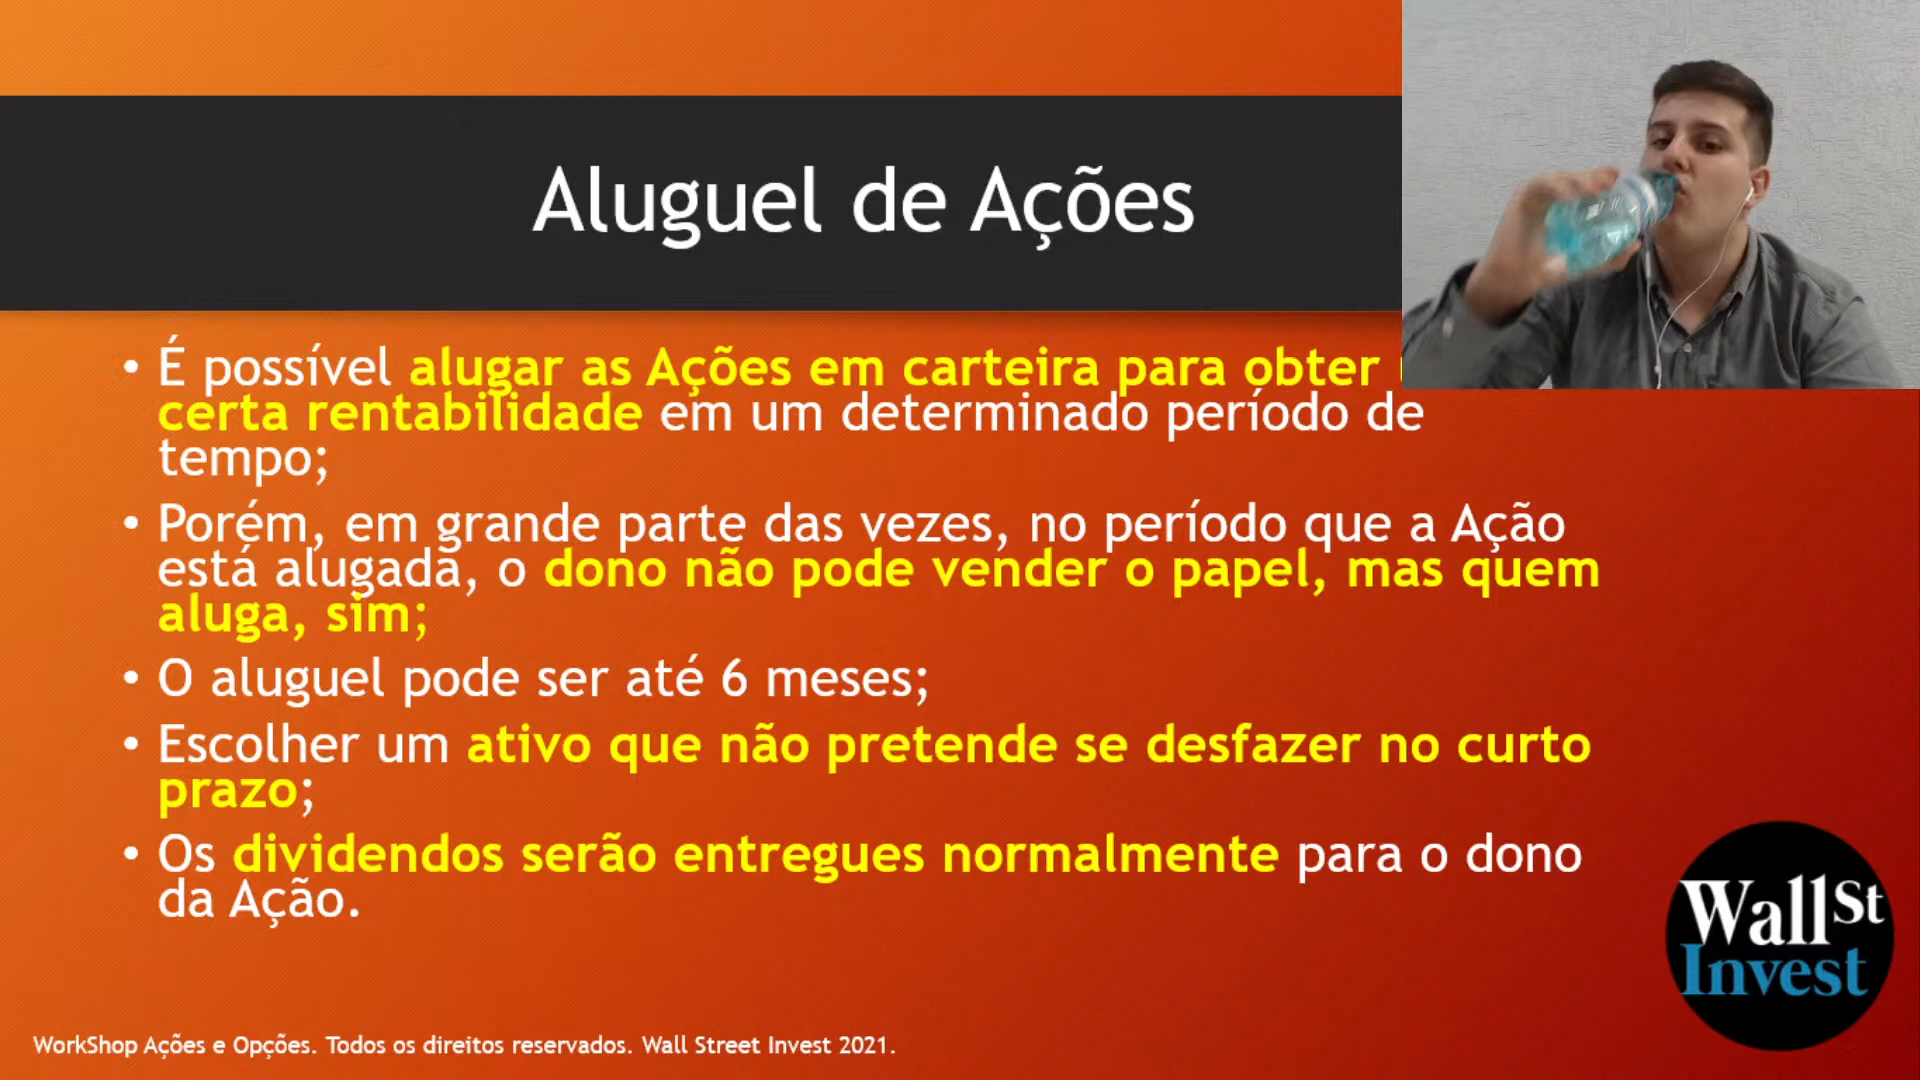 Aluguel de Ações
• É possível alugar as Ações em carteira para obter
certa rentabilidade em um determinado período de
tempo;
• Porém, em grande parte das vezes, no período que a Ação
está alugada, o dono não pode vender o papel, mas quem
aluga, sim;
• O aluguel pode ser até 6 meses;
• Escolher um ativo que não pretende se desfazer no curto
prazo;
• Os dividendos serão entregues normalmente para o dono
da Ação.
Wall St
Invest
WorkShop Ações e Opções. Todos os direitos reservados. Wall Street Invest 2021.